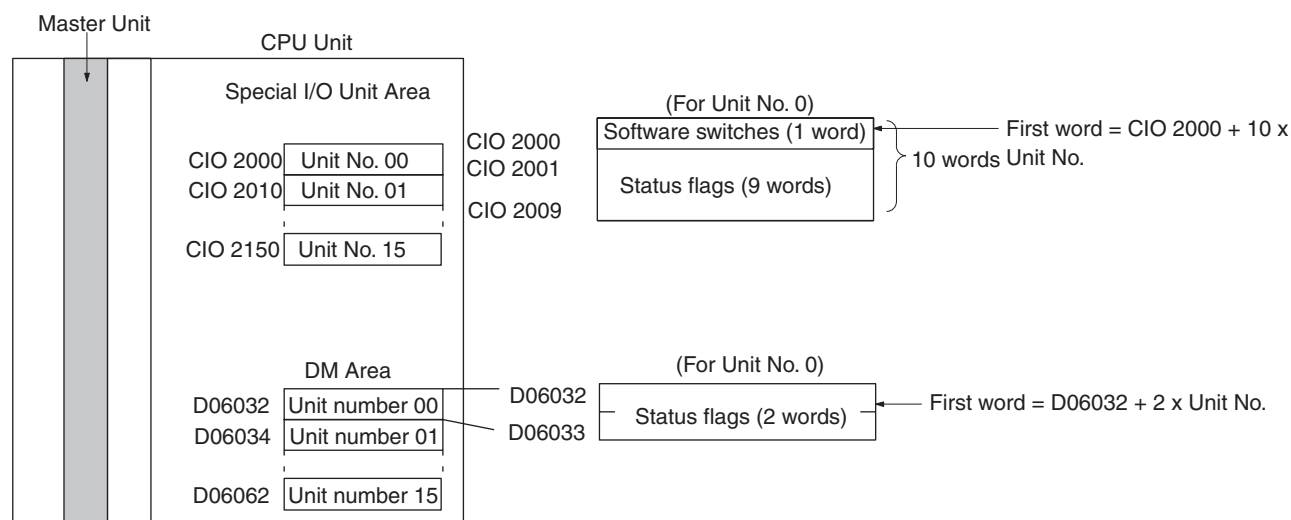 Master Unit
CPU Unit
Special I/O Unit Area
CIO 2000 Unit No. 00
CIO 2010 Unit No. 01
CIO 2150 Unit No. 15
(For Unit No. 0)
CIO 2000
Software switches (1 word)
CIO 2001
Status flags (9 words)
CIO 2009
10 words
First word = CIO 2000 + 10 x
Unit No.
DM Area
D06032 Unit number 00
D06034 Unit number 01
D06062 Unit number 15
(For Unit No. 0)
D06032
Status flags (2 words)
D06033
First word = D06032 + 2 x Unit No.